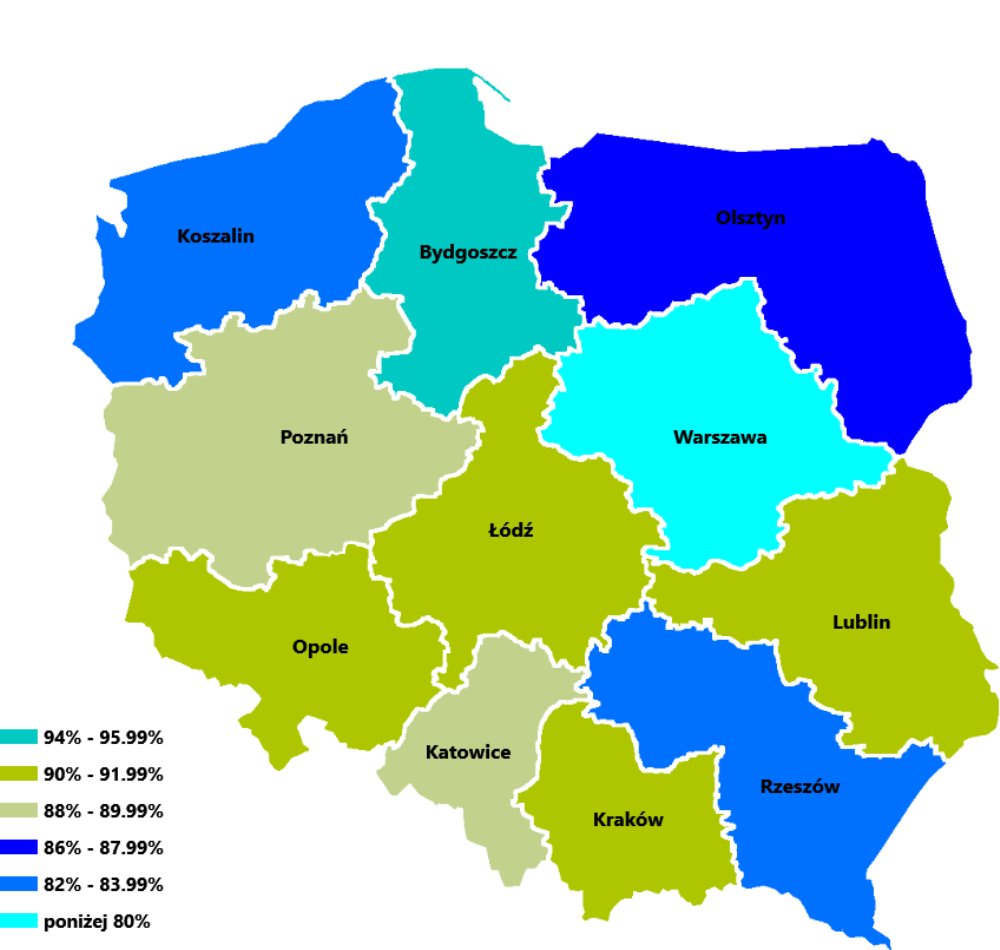 Olsztyn
Koszalin
Bydgoszcz
Poznań
Warszawa
Łódź
Lublin
Opole
Katowice
Rzeszów
Kraków
94% - 95.99%
90% - 91.99%
88% - 89.99%
86% - 87.99%
82% - 83.99%
poniżej 80%